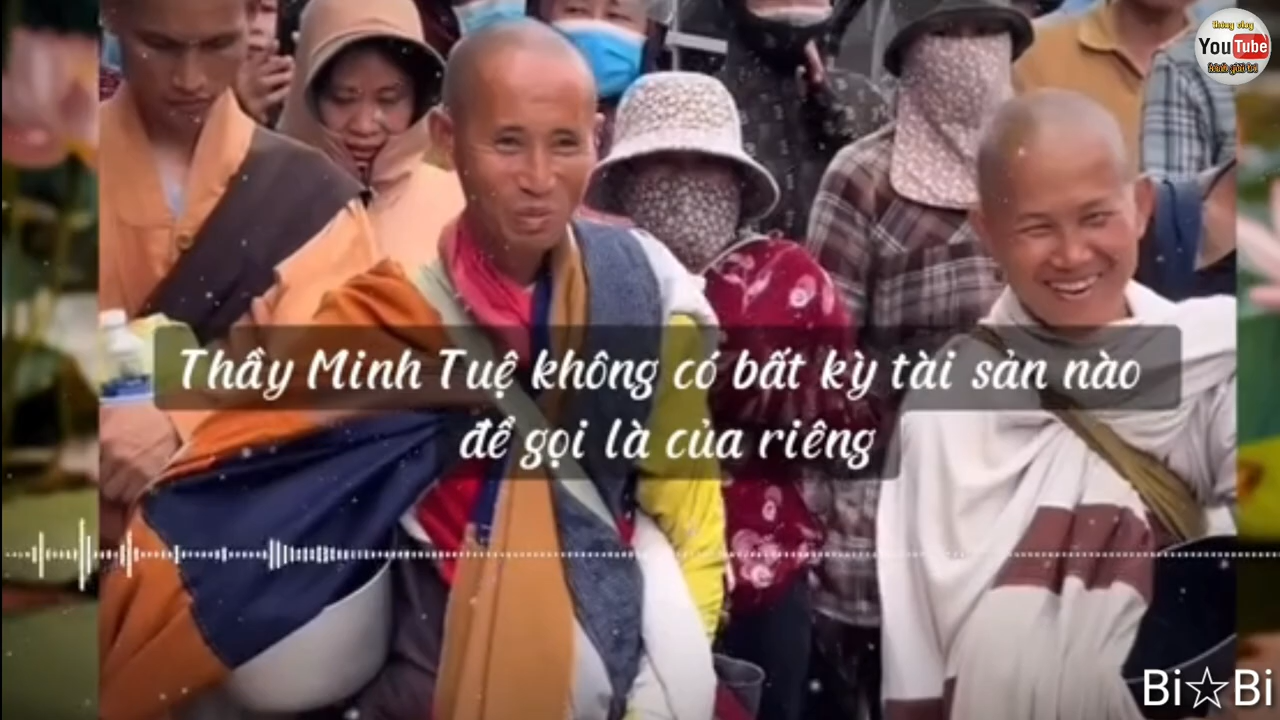 YouTube
Thầy Minh Tuệ không có bất kỳ tài sản nào
để gọi là của riêng
Bi☆Bi